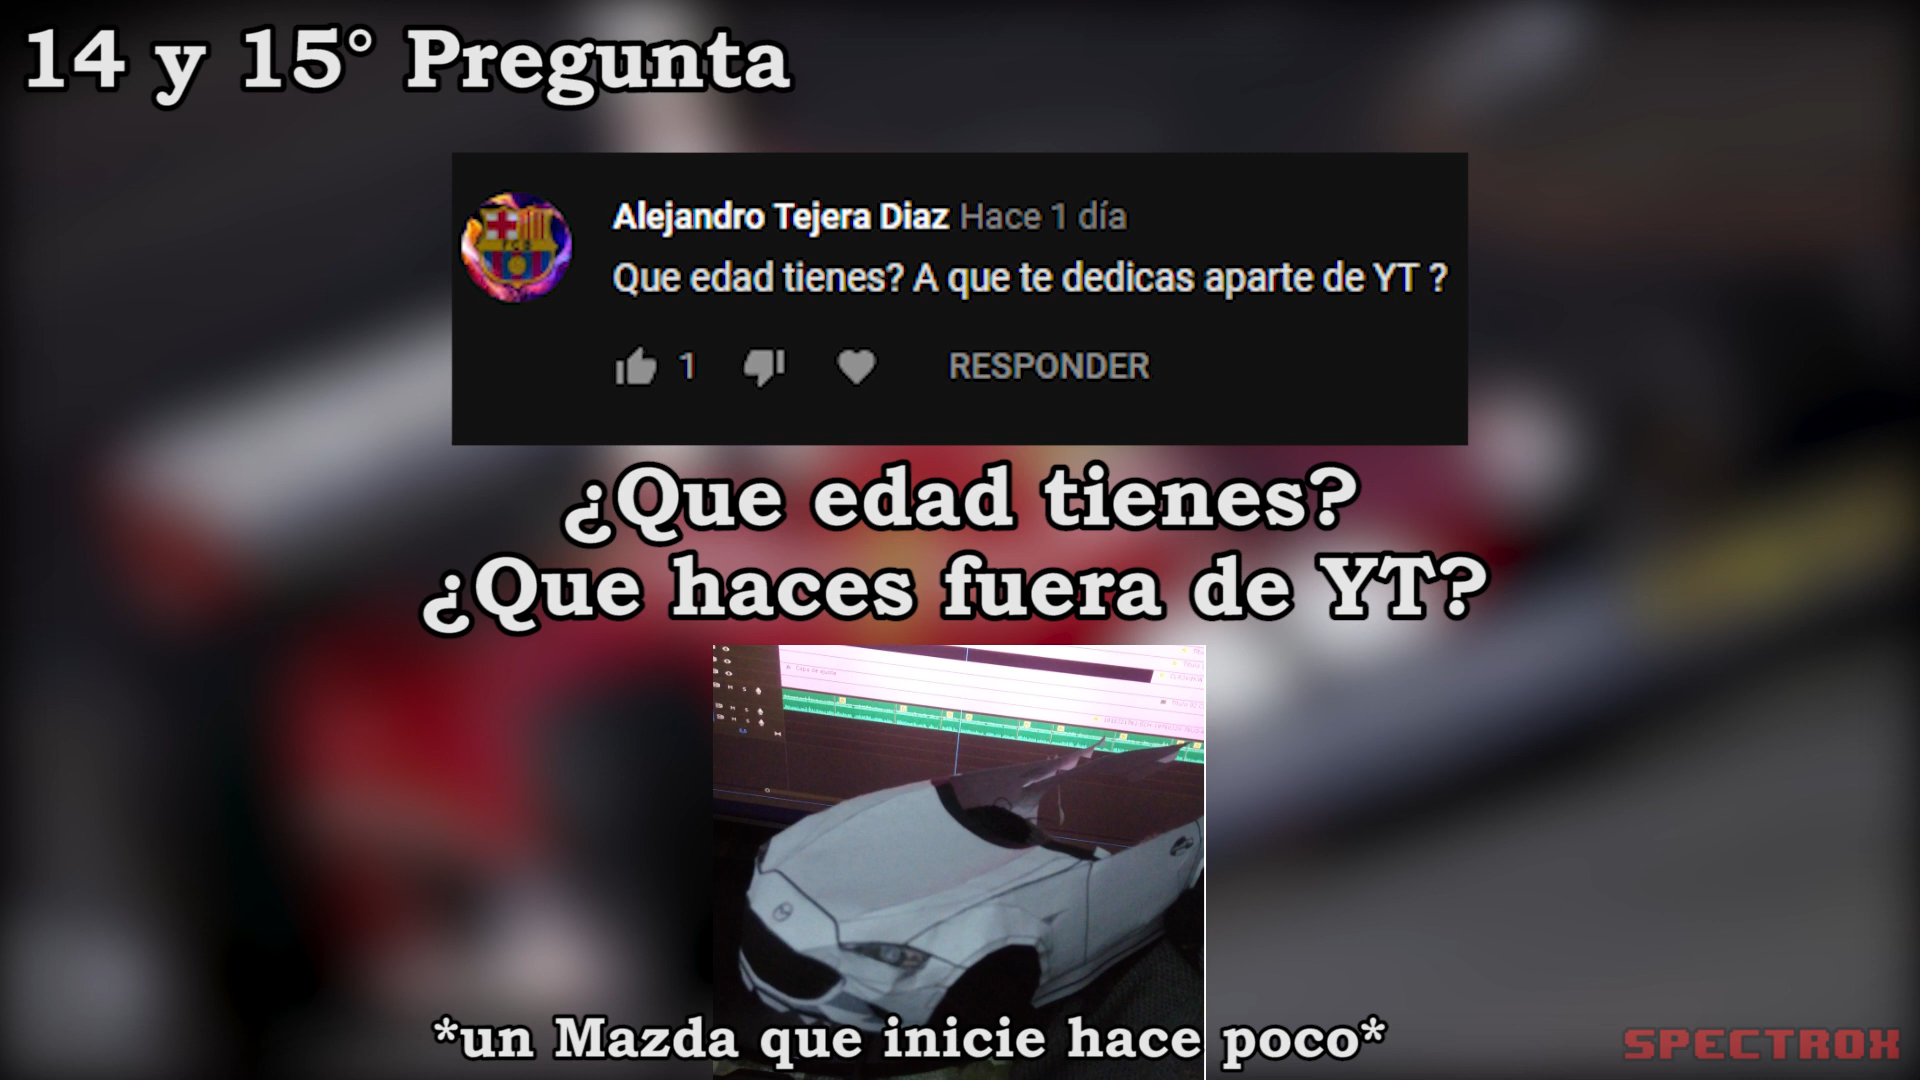 14 y 15° Pregunta
Alejandro Tejera Diaz Hace 1 día
Que edad tienes? A que te dedicas aparte de YT ?
1 RESPONDER
¿Que edad tienes?
¿Que haces fuera de YT?
*un Mazda que inicie hace poco*
SPECTROX